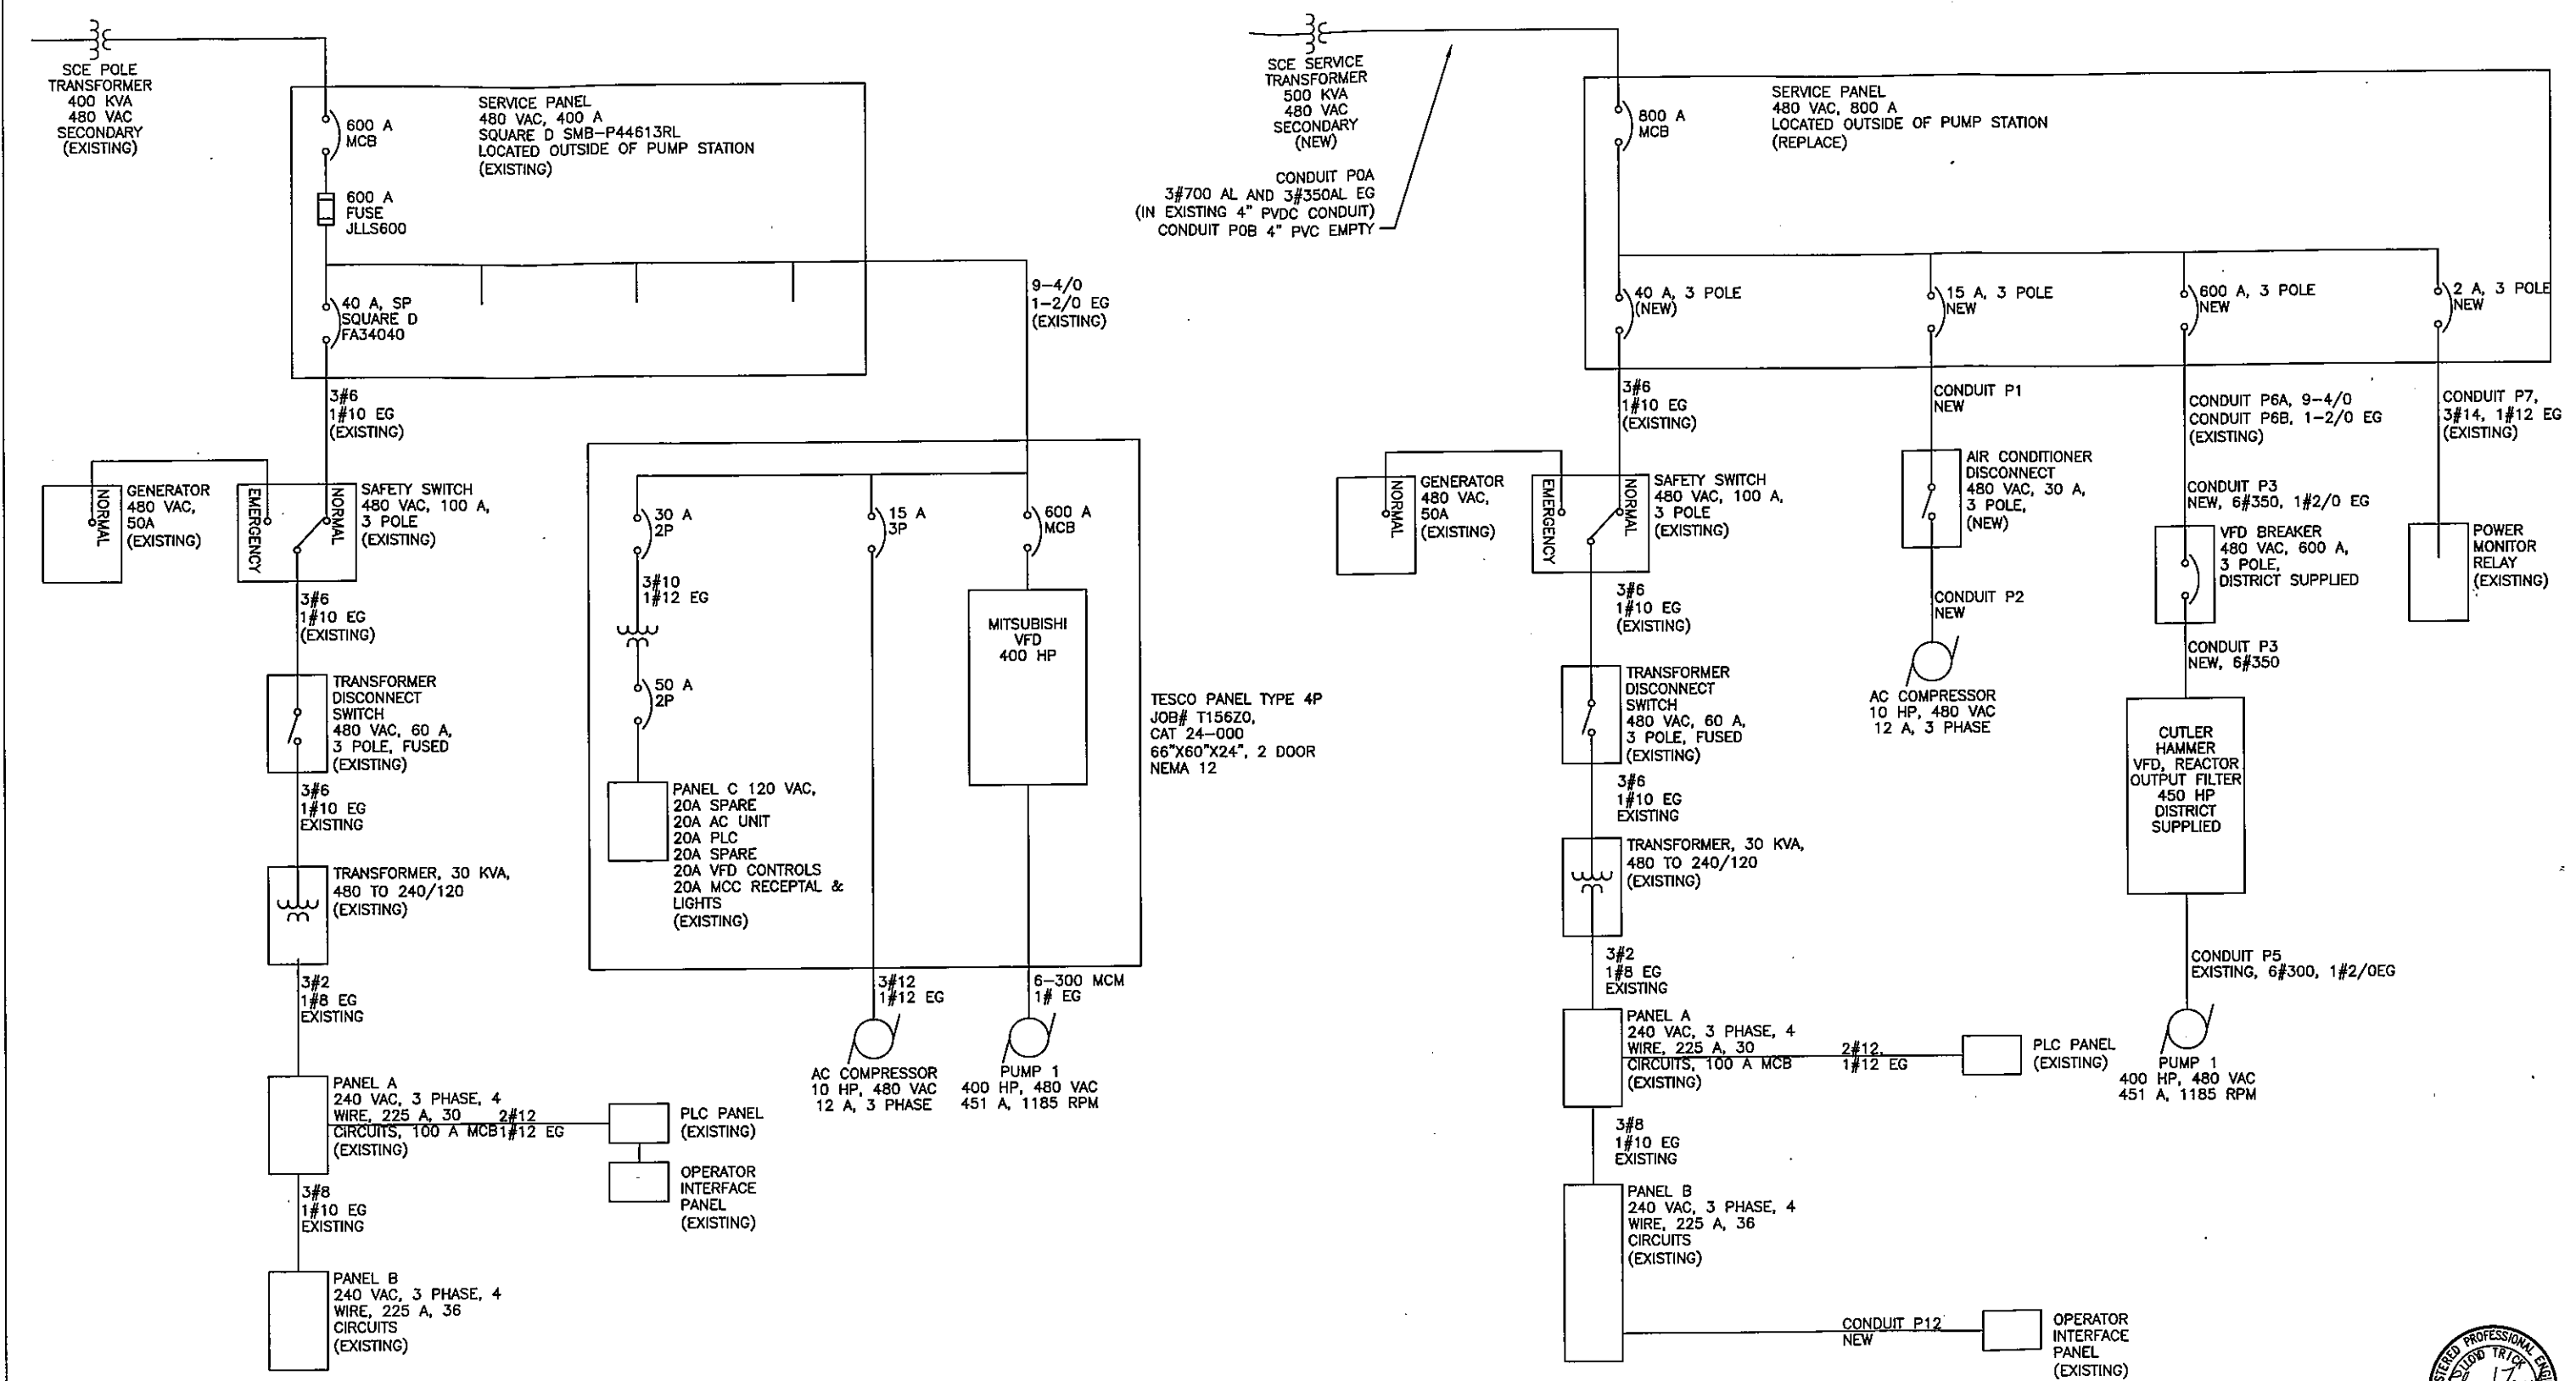 SCE POLE
TRANSFORMER
400 KVA
480 VAC
SECONDARY
(EXISTING)
600 A
MCB
SERVICE PANEL
480 VAC, 400 A
SQUARE D SMB-P44613RL
LOCATED OUTSIDE OF PUMP STATION
(EXISTING)
600 A
FUSE
JLLS600
40 A, SP
SQUARE D
FA34040
9-4/0
1-2/0 EG
(EXISTING)
3#6
1#10 EG
(EXISTING)
NORMAL
GENERATOR
480 VAC,
50A
(EXISTING)
EMERGENCY
NORMAL
SAFETY SWITCH
480 VAC, 100 A,
3 POLE
(EXISTING)
3#6
1#10 EG
(EXISTING)
TRANSFORMER
DISCONNECT
SWITCH
480 VAC, 60 A,
3 POLE, FUSED
(EXISTING)
3#6
1#10 EG
EXISTING
TRANSFORMER, 30 KVA,
480 TO 240/120
(EXISTING)
3#2
1#8 EG
EXISTING
PANEL A
240 VAC, 3 PHASE, 4
WIRE, 225 A, 30
CIRCUITS, 100 A MCB
(EXISTING)
2#12
1#12 EG
PLC PANEL
(EXISTING)
OPERATOR
INTERFACE
PANEL
(EXISTING)
3#8
1#10 EG
EXISTING
PANEL B
240 VAC, 3 PHASE, 4
WIRE, 225 A, 36
CIRCUITS
(EXISTING)
30 A
2P
3#10
1#12 EG
50 A
2P
PANEL C 120 VAC,
20A SPARE
20A AC UNIT
20A PLC
20A SPARE
20A VFD CONTROLS
20A MCC RECEPTAL &
LIGHTS
(EXISTING)
15 A
3P
600 A
MCB
MITSUBISHI
VFD
400 HP
TESCO PANEL TYPE 4P
JOB# T156Z0,
CAT 24-000
66"X60"X24", 2 DOOR
NEMA 12
3#12
1#12 EG
6-300 MCM
1# EG
AC COMPRESSOR
10 HP, 480 VAC
12 A, 3 PHASE
PUMP 1
400 HP, 480 VAC
451 A, 1185 RPM
SCE SERVICE
TRANSFORMER
500 KVA
480 VAC
SECONDARY
(NEW)
CONDUIT P0A
3#700 AL AND 3#350AL EG
(IN EXISTING 4" PVDC CONDUIT)
CONDUIT P0B 4" PVC EMPTY
800 A
MCB
SERVICE PANEL
480 VAC, 800 A
LOCATED OUTSIDE OF PUMP STATION
(REPLACE)
40 A, 3 POLE
(NEW)
15 A, 3 POLE
NEW
600 A, 3 POLE
NEW
2 A, 3 POLE
NEW
3#6
1#10 EG
(EXISTING)
CONDUIT P1
NEW
CONDUIT P6A, 9-4/0
CONDUIT P6B, 1-2/0 EG
(EXISTING)
CONDUIT P7,
3#14, 1#12 EG
(EXISTING)
NORMAL
GENERATOR
480 VAC,
50A
(EXISTING)
EMERGENCY
NORMAL
SAFETY SWITCH
480 VAC, 100 A,
3 POLE
(EXISTING)
AIR CONDITIONER
DISCONNECT
480 VAC, 30 A,
3 POLE,
(NEW)
CONDUIT P3
NEW, 6#350, 1#2/0 EG
VFD BREAKER
480 VAC, 600 A,
3 POLE,
DISTRICT SUPPLIED
POWER
MONITOR
RELAY
(EXISTING)
3#6
1#10 EG
(EXISTING)
CONDUIT P2
NEW
CONDUIT P3
NEW, 6#350
TRANSFORMER
DISCONNECT
SWITCH
480 VAC, 60 A,
3 POLE, FUSED
(EXISTING)
AC COMPRESSOR
10 HP, 480 VAC
12 A, 3 PHASE
CUTLER
HAMMER
VFD, REACTOR
OUTPUT FILTER
450 HP
DISTRICT
SUPPLIED
3#6
1#10 EG
EXISTING
TRANSFORMER, 30 KVA,
480 TO 240/120
(EXISTING)
3#2
1#8 EG
EXISTING
CONDUIT P5
EXISTING, 6#300, 1#2/0EG
PANEL A
240 VAC, 3 PHASE, 4
WIRE, 225 A, 30
CIRCUITS, 100 A MCB
(EXISTING)
2#12,
1#12 EG
PLC PANEL
(EXISTING)
PUMP 1
400 HP, 480 VAC
451 A, 1185 RPM
3#8
1#10 EG
EXISTING
PANEL B
240 VAC, 3 PHASE, 4
WIRE, 225 A, 36
CIRCUITS
(EXISTING)
CONDUIT P12
NEW
OPERATOR
INTERFACE
PANEL
(EXISTING)
PROFESSIONAL
TRICK